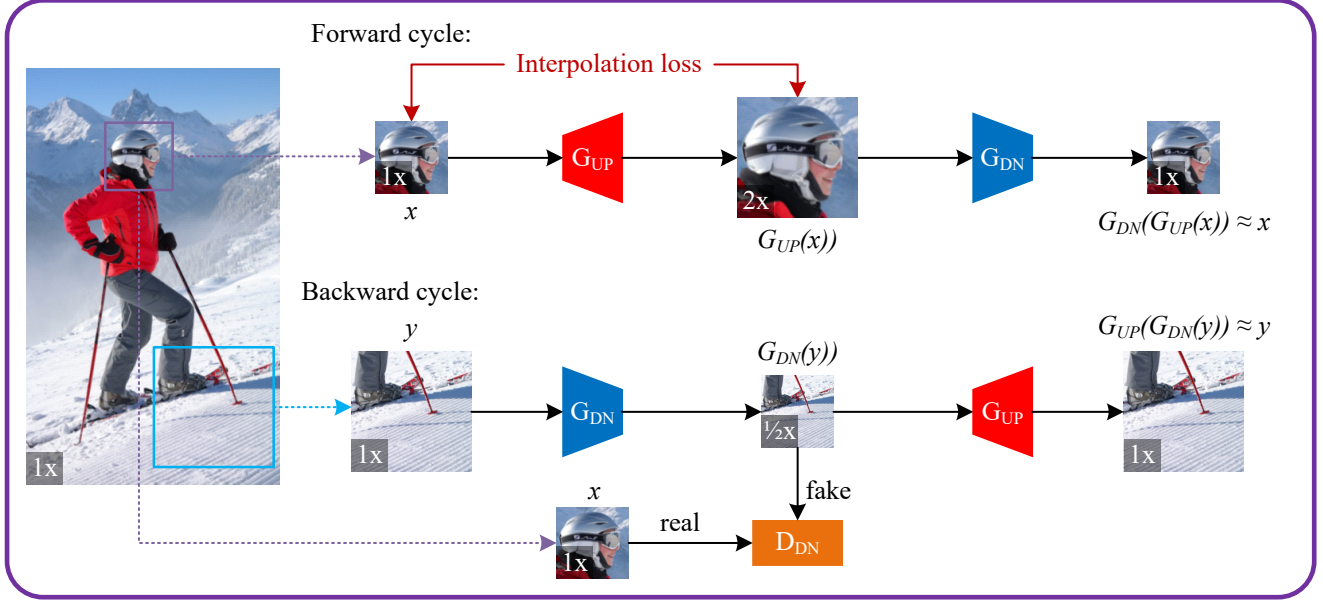 Forward cycle:
Interpolation loss
1x
G_UP
2x
G_DN
1x
x
G_UP(x))
G_DN(G_UP(x)) ≈ x
Backward cycle:
y
G_DN(y))
G_UP(G_DN(y)) ≈ y
1x
1x
G_DN
½x
G_UP
1x
x
fake
real
1x
D_DN